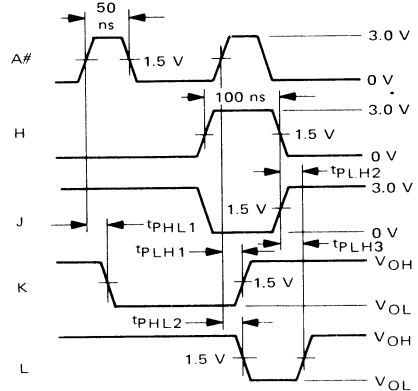 50
ns
3.0 V
A#
1.5 V
0 V
100 ns
3.0 V
H
1.5 V
0 V
tPLH2
3.0 V
1.5 V
J
tPHL1
0 V
tPLH1
tPLH3
VOH
K
1.5 V
VOL
tPHL2
VOH
1.5 V
L
VOL